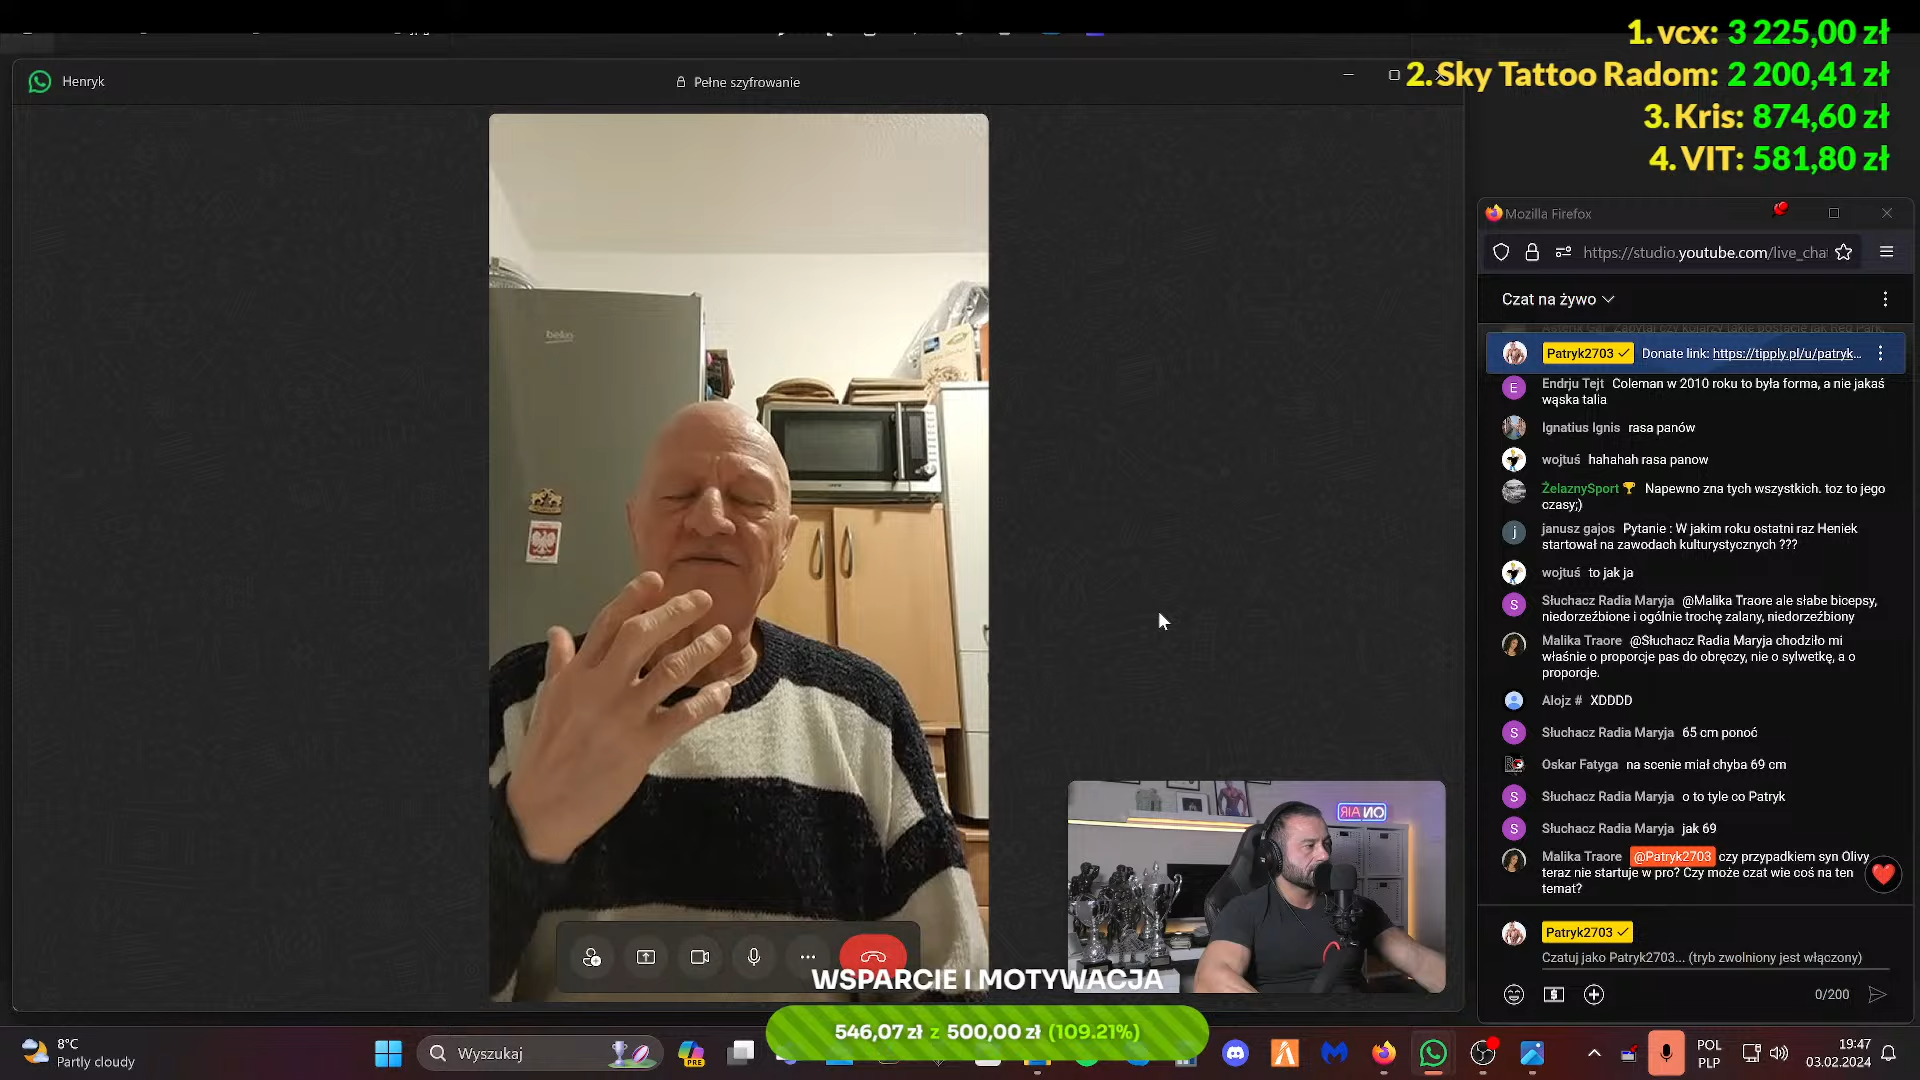 1. vcx: 3 225,00 zł
2. Sky Tattoo Radom: 2 200,41 zł
3. Kris: 874,60 zł
4. VIT: 581,80 zł
Henryk
Pełne szyfrowanie
beko
Mozilla Firefox
https://studio.youtube.com/live_cha
Czat na żywo
Patryk2703 Donate link: https://tipply.pl/u/patryk...
E Endrju Tejt Coleman w 2010 roku to była forma, a nie jakaś
wąska talia
Ignatius Ignis rasa panów
wojtuś hahahah rasa panow
ŻelaznySport Napewno zna tych wszystkich. toz to jego
czasy;)
j janusz gajos Pytanie : W jakim roku ostatni raz Heniek
startował na zawodach kulturystycznych ???
wojtuś to jak ja
S Słuchacz Radia Maryja @Malika Traore ale słabe bicepsy,
niedorzeźbione i ogólnie trochę zalany, niedorzeźbiony
Malika Traore @Słuchacz Radia Maryja chodziło mi
właśnie o proporcje pas do obręczy, nie o sylwetkę, a o
proporcje.
Alojz # XDDDD
S Słuchacz Radia Maryja 65 cm ponoć
Oskar Fatyga na scenie miał chyba 69 cm
S Słuchacz Radia Maryja o to tyle co Patryk
S Słuchacz Radia Maryja jak 69
Malika Traore @Patryk2703 czy przypadkiem syn Olivy
teraz nie startuje w pro? Czy może czat wie coś na ten
temat?
Patryk2703
Czatuj jako Patryk2703... (tryb zwolniony jest włączony)
0/200
ON AIR
WSPARCIE I MOTYWACJA
546,07 zł z 500,00 zł (109.21%)
8°C
Partly cloudy
Wyszukaj
PRE
POL
PLP
19:47
03.02.2024